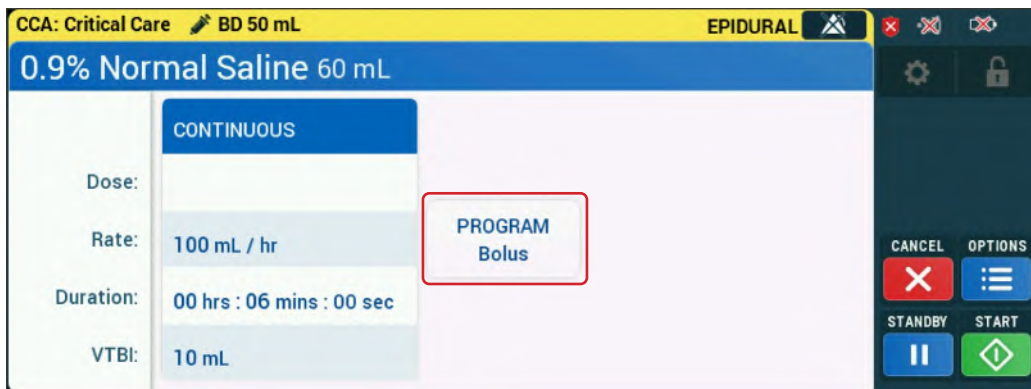 CCA: Critical Care BD 50 mL EPIDURAL
0.9% Normal Saline 60 mL
CONTINUOUS
Dose:
Rate: 100 mL / hr
Duration: 00 hrs : 06 mins : 00 sec
VTBI: 10 mL
PROGRAM
Bolus
CANCEL OPTIONS
STANDBY START